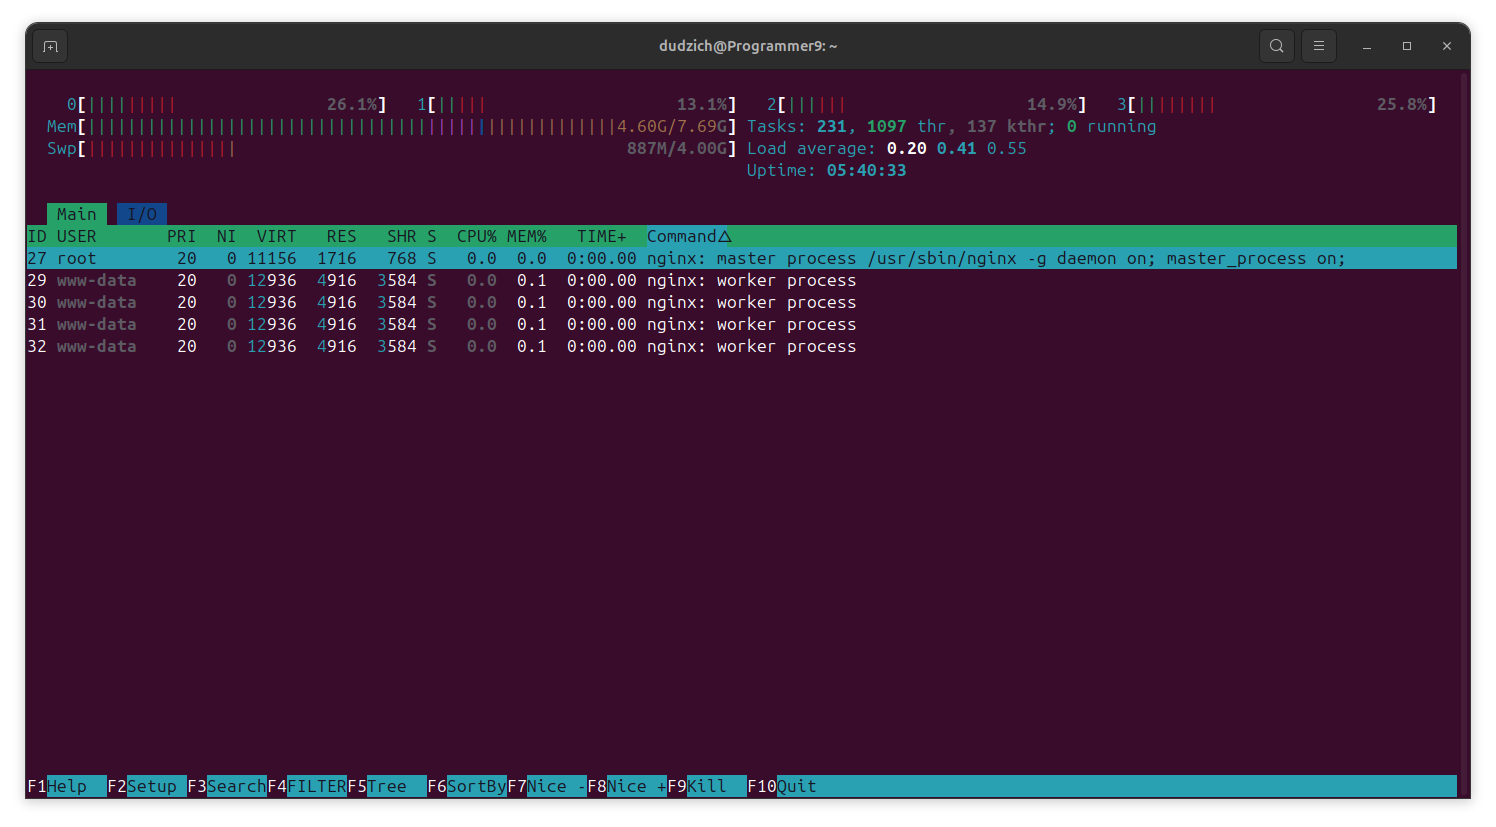 dudzich@Programmer9: ~
0[||||||||| 26.1%] 1[||||| 13.1%] 2[|||||| 14.9%] 3[|||||||| 25.8%]
Mem[|||||||||||||||||||||||||||||||||||||||||||||||||||||4.60G/7.69G] Tasks: 231, 1097 thr, 137 kthr; 0 running
Swp[||||||||||||||| 887M/4.00G] Load average: 0.20 0.41 0.55
Uptime: 05:40:33
Main I/O
ID USER PRI NI VIRT RES SHR S CPU% MEM% TIME+ Command△
27 root 20 0 11156 1716 768 S 0.0 0.0 0:00.00 nginx: master process /usr/sbin/nginx -g daemon on; master_process on;
29 www-data 20 0 12936 4916 3584 S 0.0 0.1 0:00.00 nginx: worker process
30 www-data 20 0 12936 4916 3584 S 0.0 0.1 0:00.00 nginx: worker process
31 www-data 20 0 12936 4916 3584 S 0.0 0.1 0:00.00 nginx: worker process
32 www-data 20 0 12936 4916 3584 S 0.0 0.1 0:00.00 nginx: worker process
F1Help F2Setup F3SearchF4FILTERF5Tree F6SortByF7Nice -F8Nice +F9Kill F10Quit